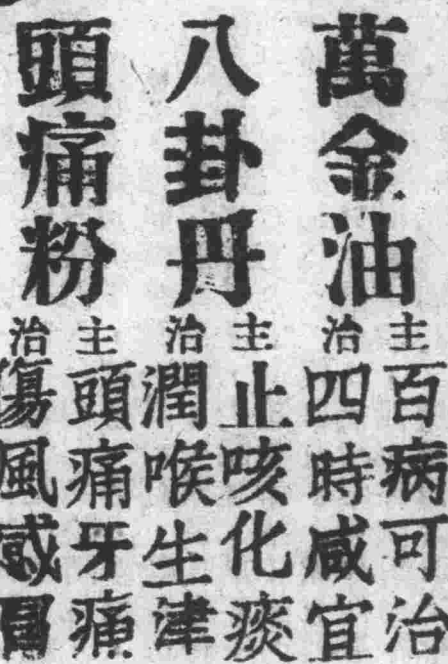 萬金油
主治
百病可治
四時咸宜
八卦丹
主治
止咳化痰
潤喉生津
頭痛粉
主治
頭痛牙痛
傷風感冒